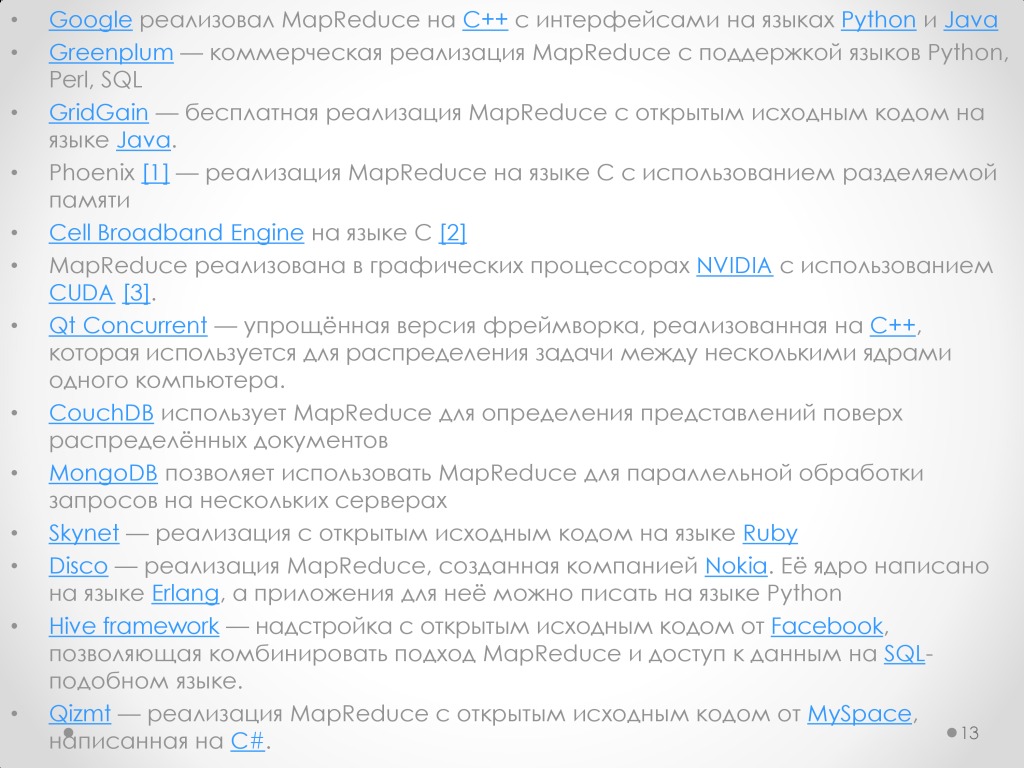 • Google реализовал MapReduce на C++ с интерфейсами на языках Python и Java
• Greenplum — коммерческая реализация MapReduce с поддержкой языков Python,
Perl, SQL
• GridGain — бесплатная реализация MapReduce с открытым исходным кодом на
языке Java.
• Phoenix [1] — реализация MapReduce на языке С с использованием разделяемой
памяти
• Cell Broadband Engine на языке С [2]
• MapReduce реализована в графических процессорах NVIDIA с использованием
CUDA [3].
• Qt Concurrent — упрощённая версия фреймворка, реализованная на C++,
которая используется для распределения задачи между несколькими ядрами
одного компьютера.
• CouchDB использует MapReduce для определения представлений поверх
распределённых документов
• MongoDB позволяет использовать MapReduce для параллельной обработки
запросов на нескольких серверах
• Skynet — реализация с открытым исходным кодом на языке Ruby
• Disco — реализация MapReduce, созданная компанией Nokia. Её ядро написано
на языке Erlang, а приложения для неё можно писать на языке Python
• Hive framework — надстройка с открытым исходным кодом от Facebook,
позволяющая комбинировать подход MapReduce и доступ к данным на SQL-
подобном языке.
• Qizmt — реализация MapReduce с открытым исходным кодом от MySpace,
написанная на C#.
13